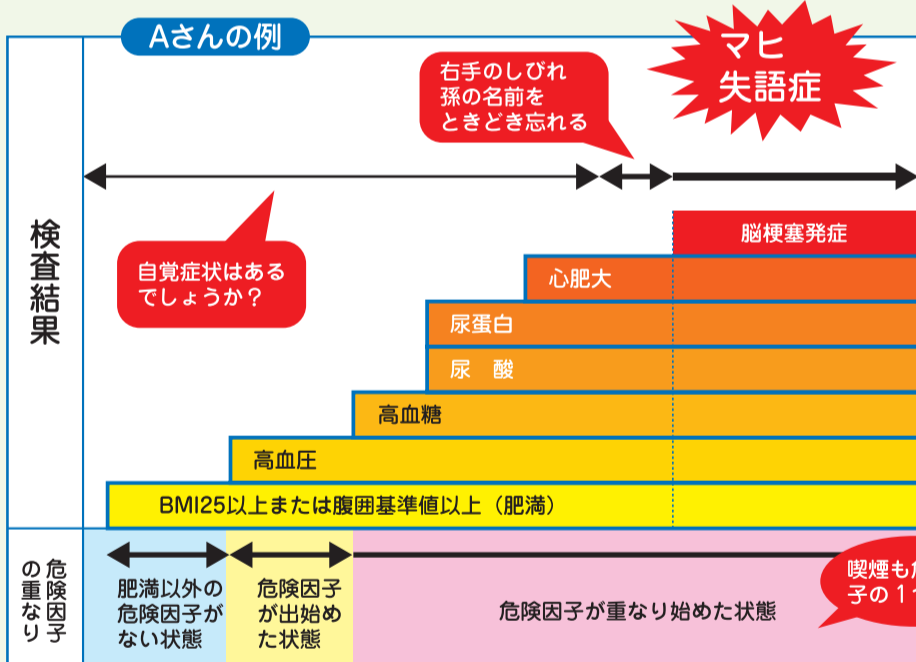 Aさんの例
マヒ
失語症
右手のしびれ
孫の名前を
ときどき忘れる
検査結果
自覚症状はある
でしょうか？
脳梗塞発症
心肥大
尿蛋白
尿　酸
高血糖
高血圧
BMI25以上または腹囲基準値以上（肥満）
危険因子
の重なり
肥満以外の
危険因子が
ない状態
危険因子
が出始め
た状態
危険因子が重なり始めた状態
喫煙も
子の1